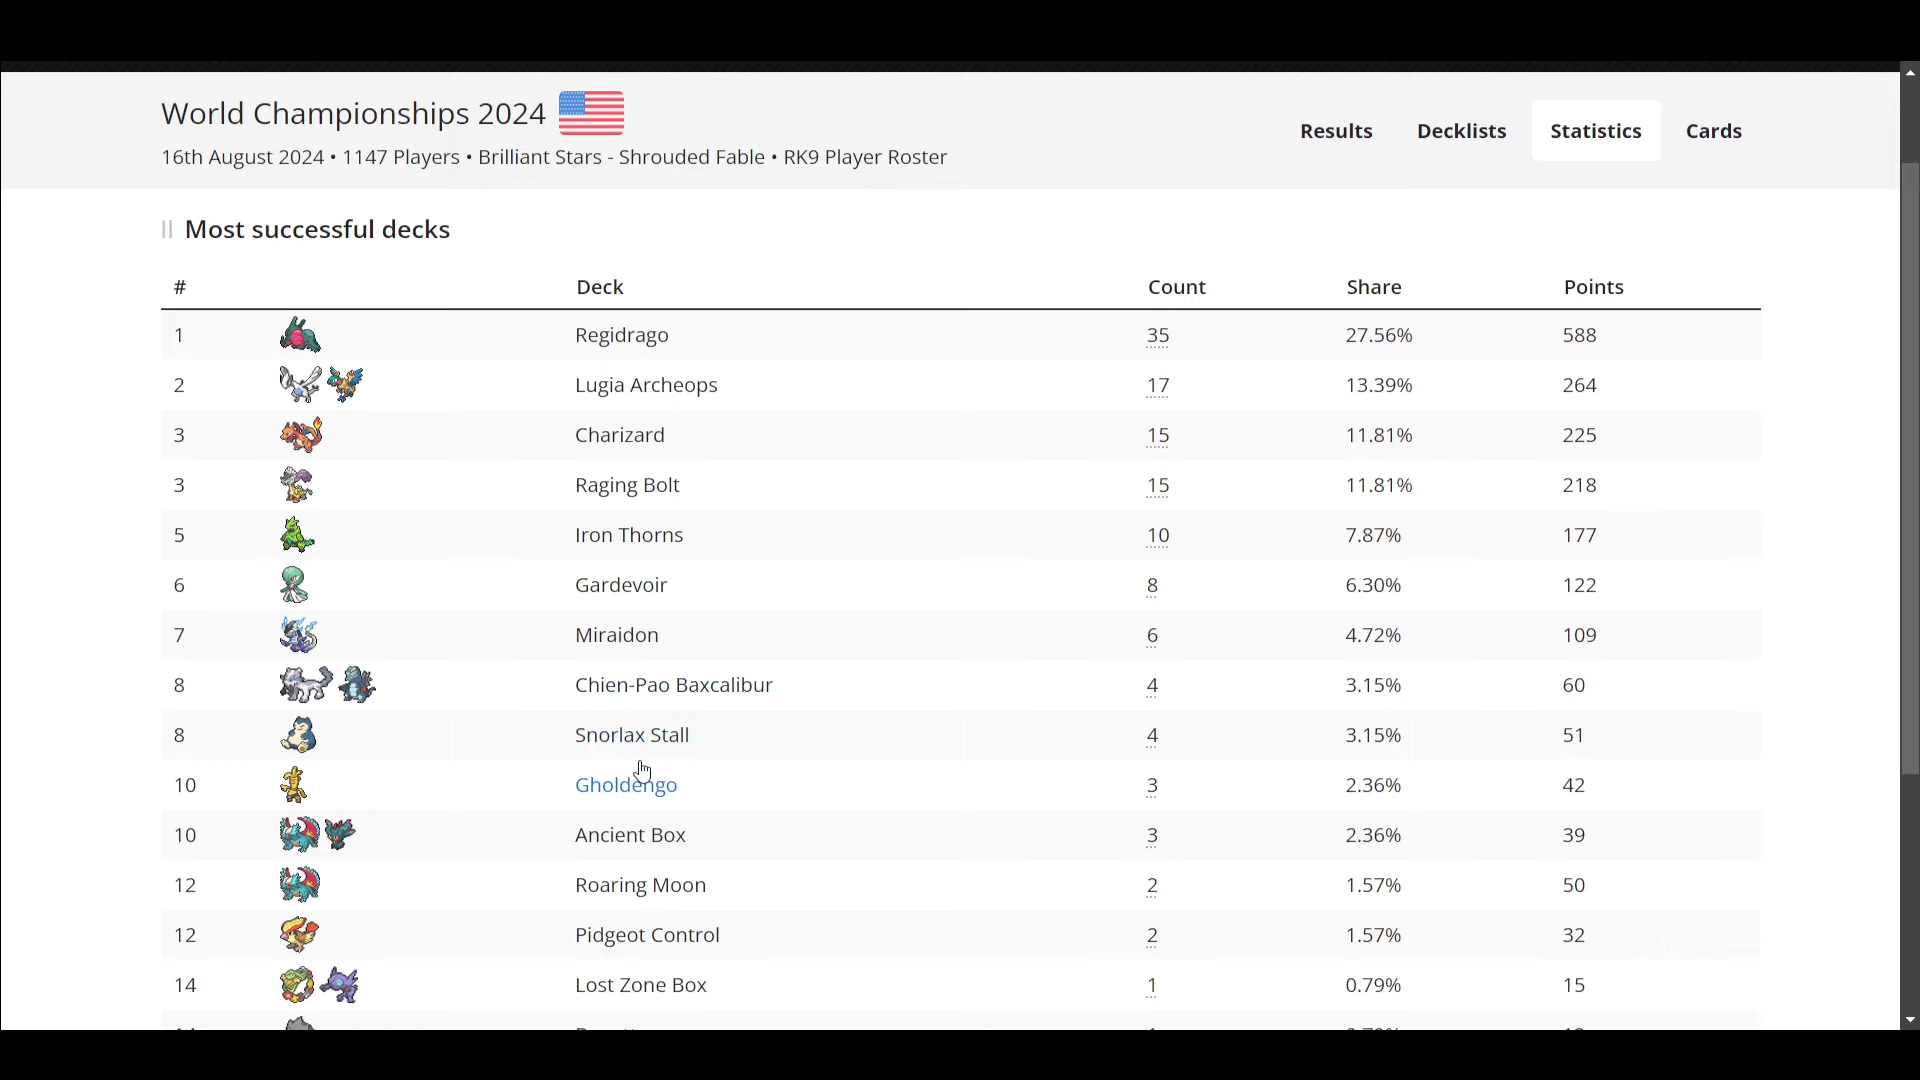 World Championships 2024
16th August 2024 • 1147 Players • Brilliant Stars - Shrouded Fable • RK9 Player Roster
Results Decklists Statistics Cards
Most successful decks
# Deck Count Share Points
1 Regidrago 35 27.56% 588
2 Lugia Archeops 17 13.39% 264
3 Charizard 15 11.81% 225
3 Raging Bolt 15 11.81% 218
5 Iron Thorns 10 7.87% 177
6 Gardevoir 8 6.30% 122
7 Miraidon 6 4.72% 109
8 Chien-Pao Baxcalibur 4 3.15% 60
8 Snorlax Stall 4 3.15% 51
10 Gholdengo 3 2.36% 42
10 Ancient Box 3 2.36% 39
12 Roaring Moon 2 1.57% 50
12 Pidgeot Control 2 1.57% 32
14 Lost Zone Box 1 0.79% 15